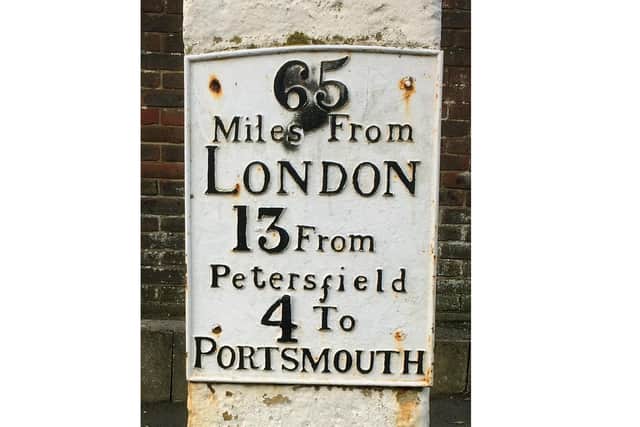 65
Miles From
LONDON
13 From
Petersfield
4 To
PORTSMOUTH